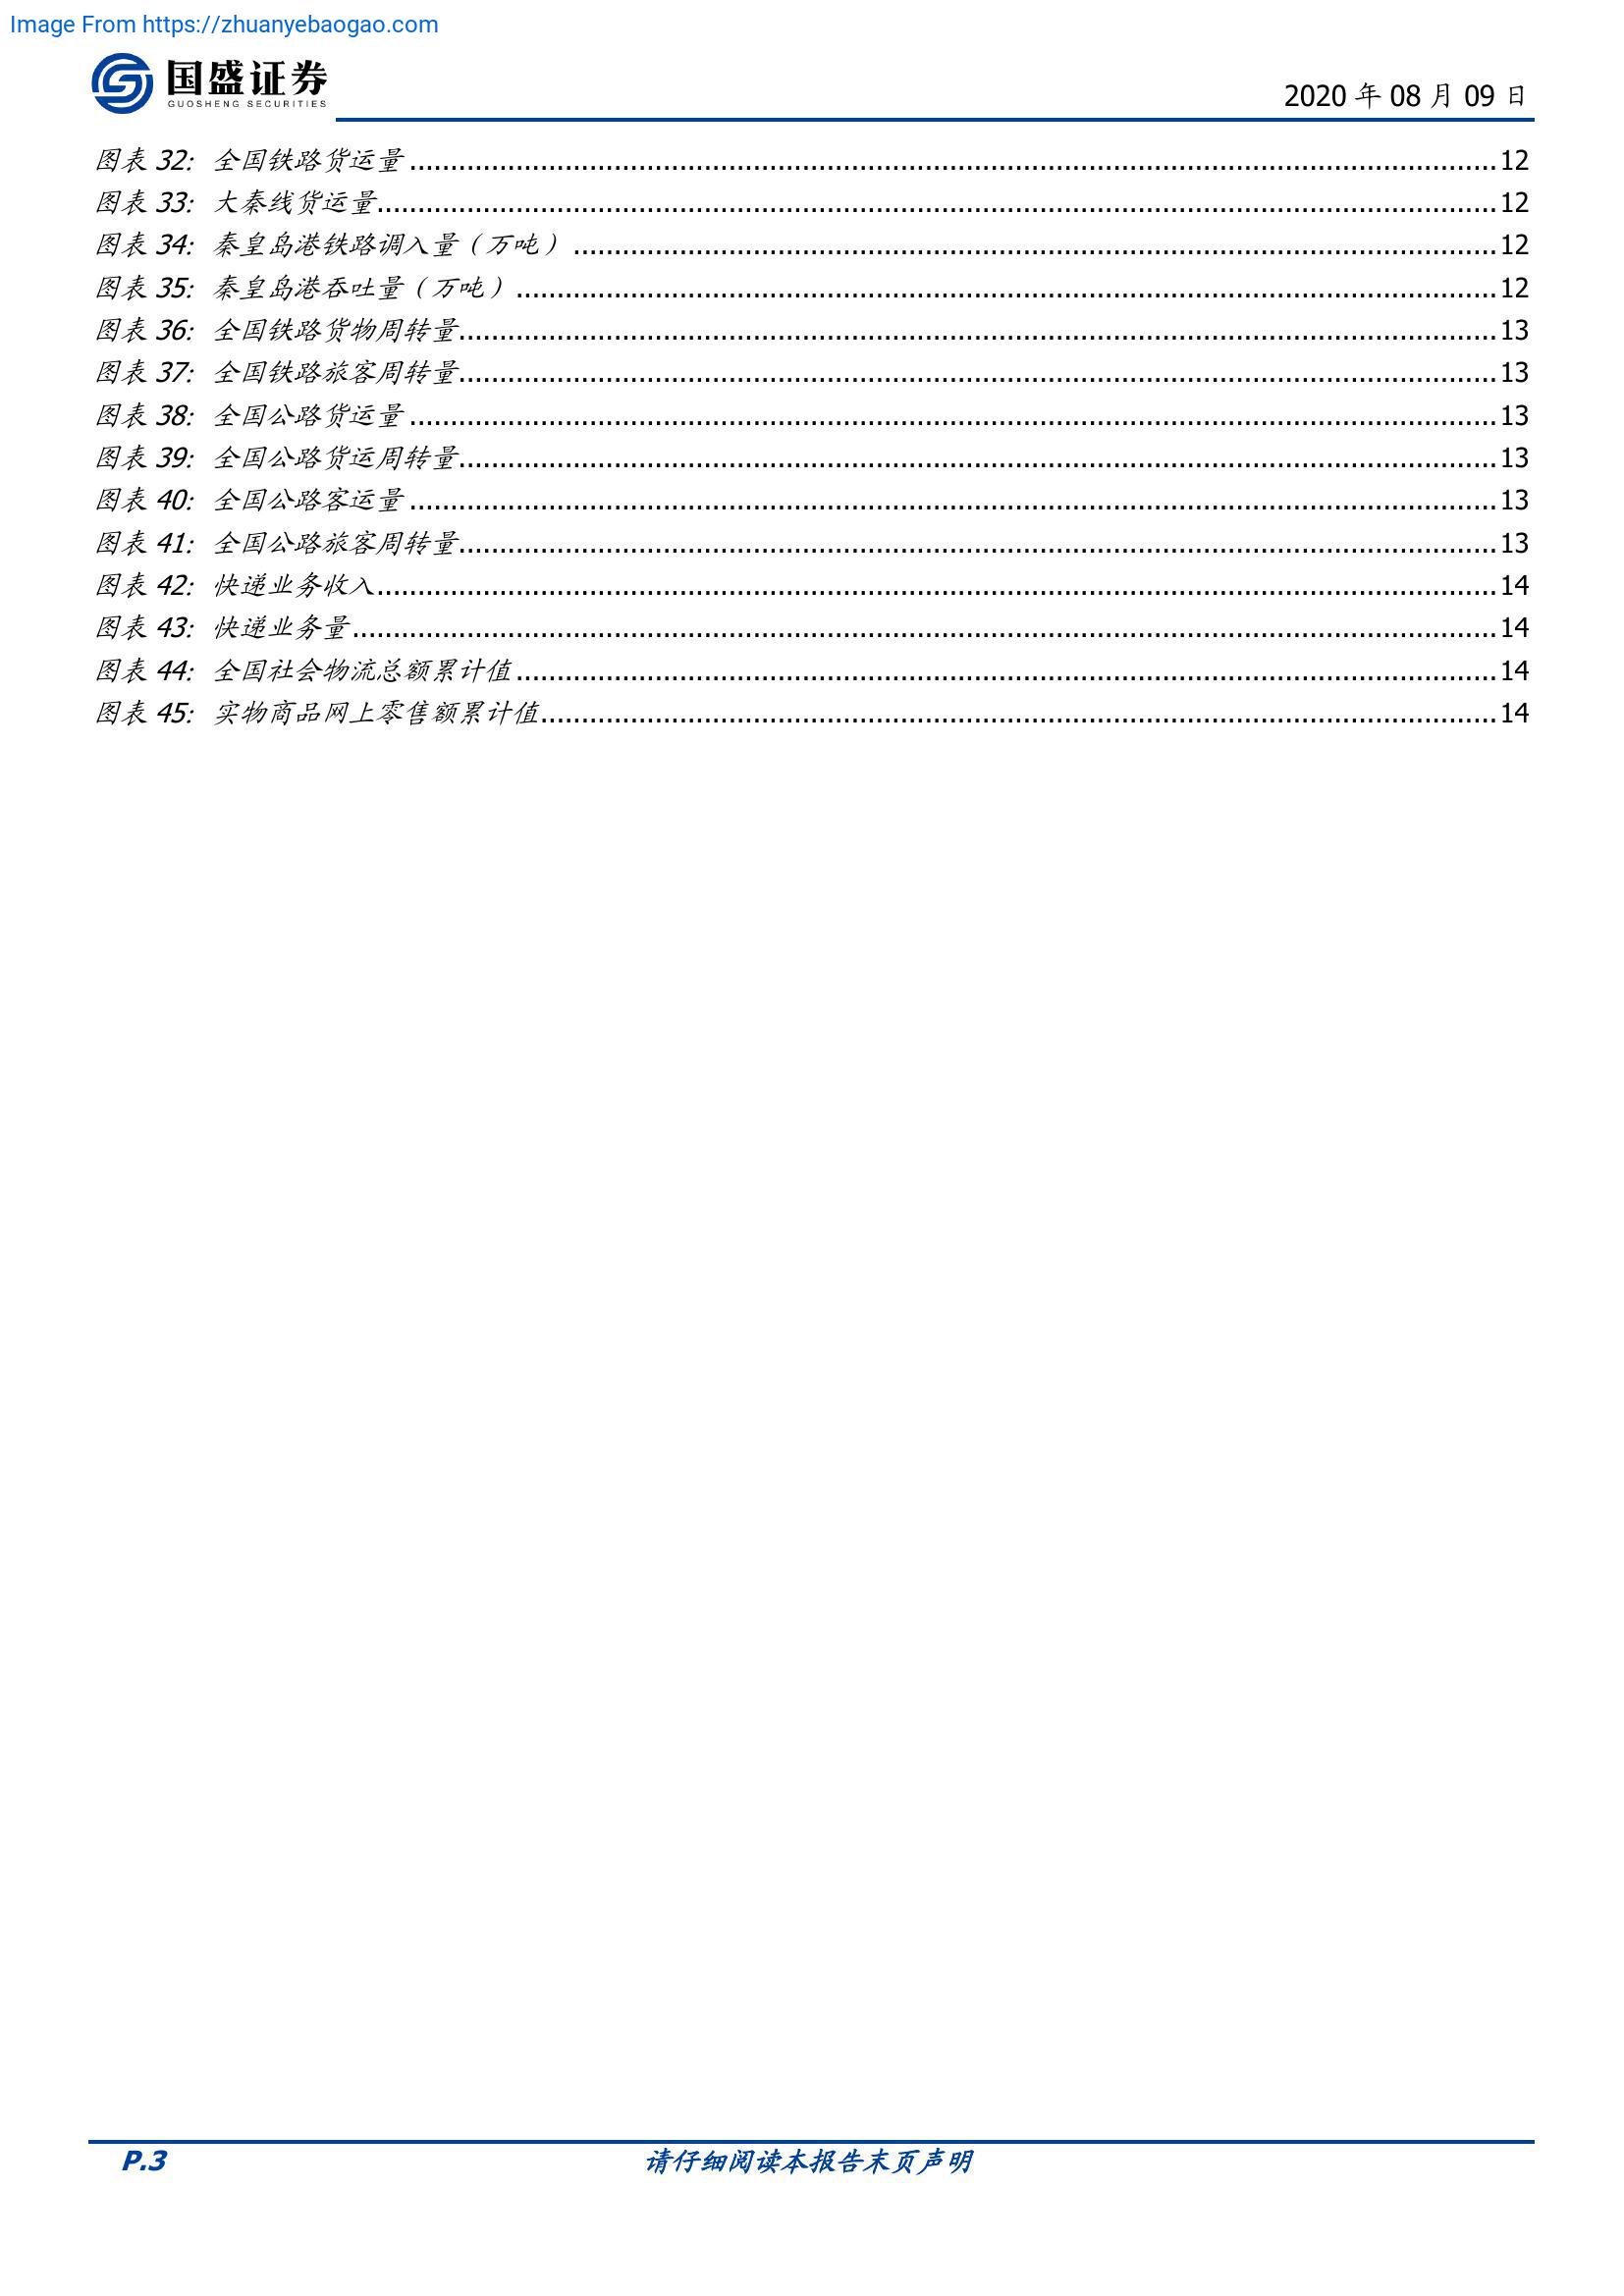 Image From https://zhuanyebaogao.com
国盛证券
GUOSHENG SECURITIES
2020 年 08 月 09 日
图表 32: 全国铁路货运量 ........ 12
图表 33: 大秦线货运量 ........ 12
图表 34: 秦皇岛港铁路调入量（万吨） ........ 12
图表 35: 秦皇岛港吞吐量（万吨） ........ 12
图表 36: 全国铁路货物周转量 ........ 13
图表 37: 全国铁路旅客周转量 ........ 13
图表 38: 全国公路货运量 ........ 13
图表 39: 全国公路货运周转量 ........ 13
图表 40: 全国公路客运量 ........ 13
图表 41: 全国公路旅客周转量 ........ 13
图表 42: 快递业务收入 ........ 14
图表 43: 快递业务量 ........ 14
图表 44: 全国社会物流总额累计值 ........ 14
图表 45: 实物商品网上零售额累计值 ........ 14
P.3 请仔细阅读本报告末页声明